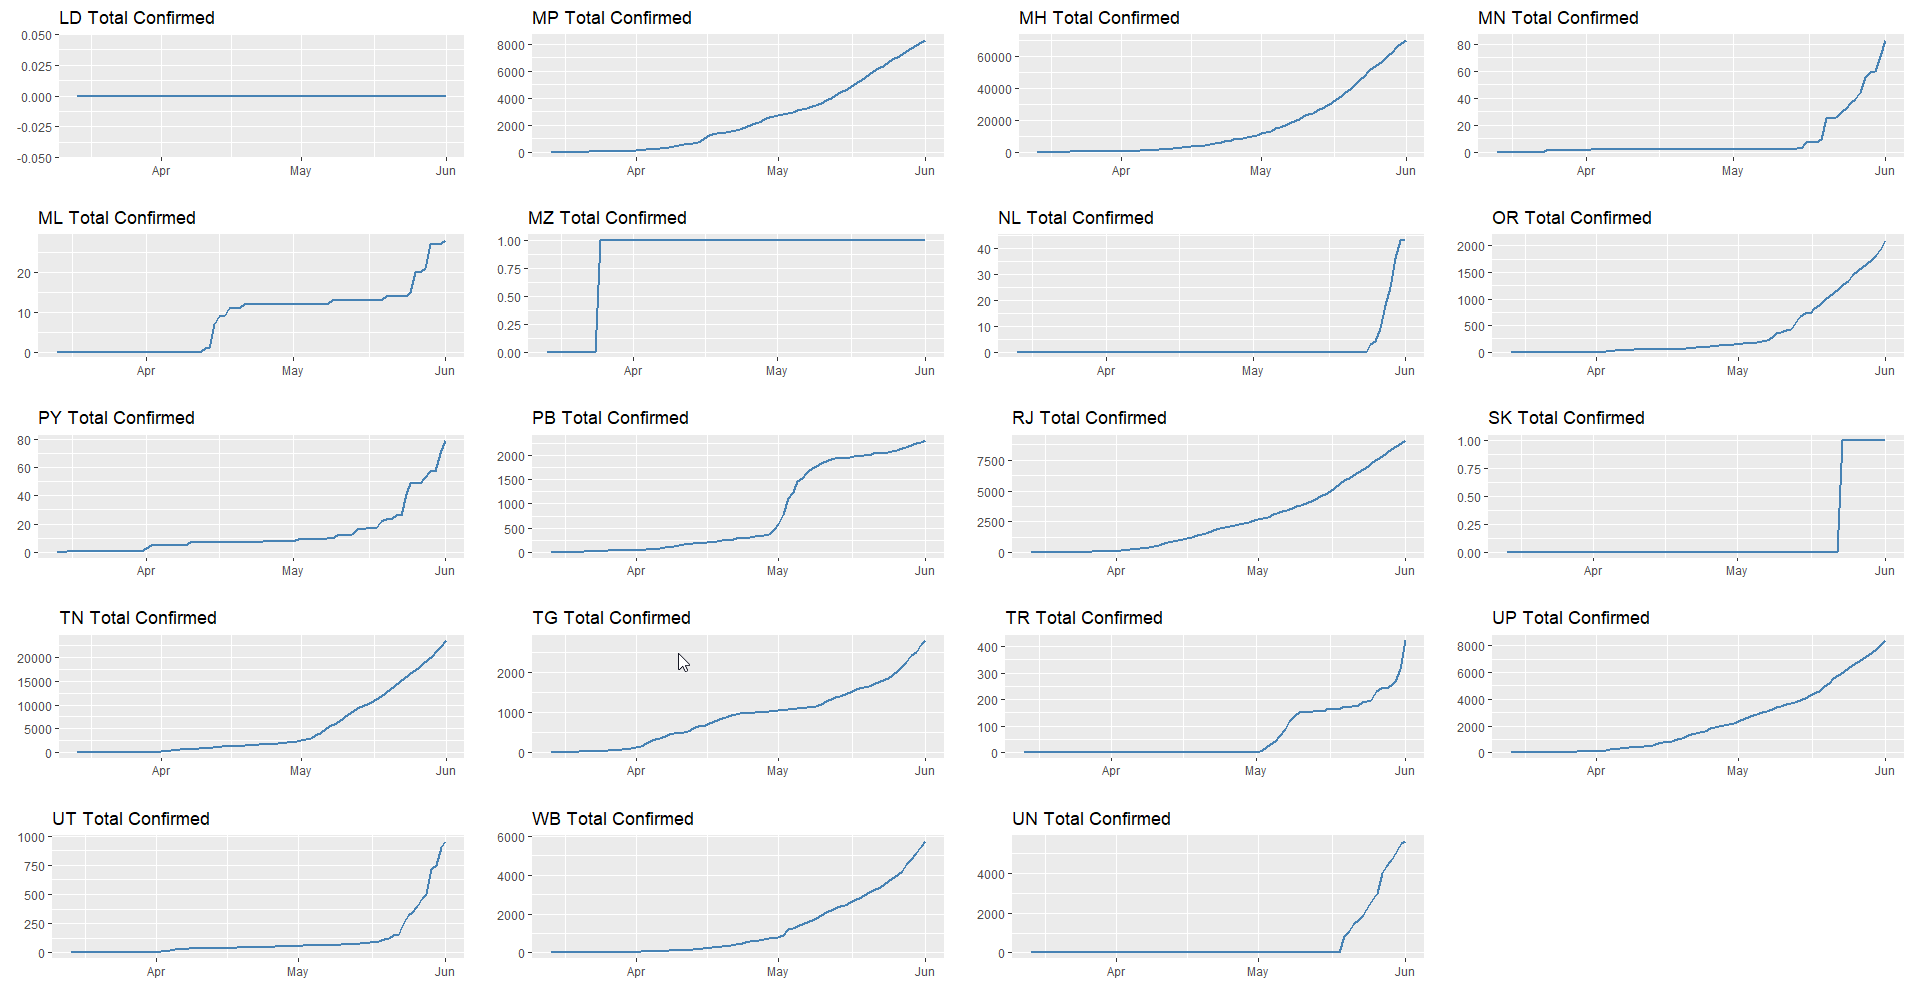 LD Total Confirmed
0.050
0.025
0.000
-0.025
-0.050
Apr May Jun
MP Total Confirmed
8000
6000
4000
2000
0
Apr May Jun
MH Total Confirmed
60000
40000
20000
0
Apr May Jun
MN Total Confirmed
80
60
40
20
0
Apr May Jun
ML Total Confirmed
20
10
0
Apr May Jun
MZ Total Confirmed
1.00
0.75
0.50
0.25
0.00
Apr May Jun
NL Total Confirmed
40
30
20
10
0
Apr May Jun
OR Total Confirmed
2000
1500
1000
500
0
Apr May Jun
PY Total Confirmed
80
60
40
20
0
Apr May Jun
PB Total Confirmed
2000
1500
1000
500
0
Apr May Jun
RJ Total Confirmed
7500
5000
2500
0
Apr May Jun
SK Total Confirmed
1.00
0.75
0.50
0.25
0.00
Apr May Jun
TN Total Confirmed
20000
15000
10000
5000
0
Apr May Jun
TG Total Confirmed
2000
1000
0
Apr May Jun
TR Total Confirmed
400
300
200
100
0
Apr May Jun
UP Total Confirmed
8000
6000
4000
2000
0
Apr May Jun
UT Total Confirmed
1000
750
500
250
0
Apr May Jun
WB Total Confirmed
6000
4000
2000
0
Apr May Jun
UN Total Confirmed
4000
2000
0
Apr May Jun